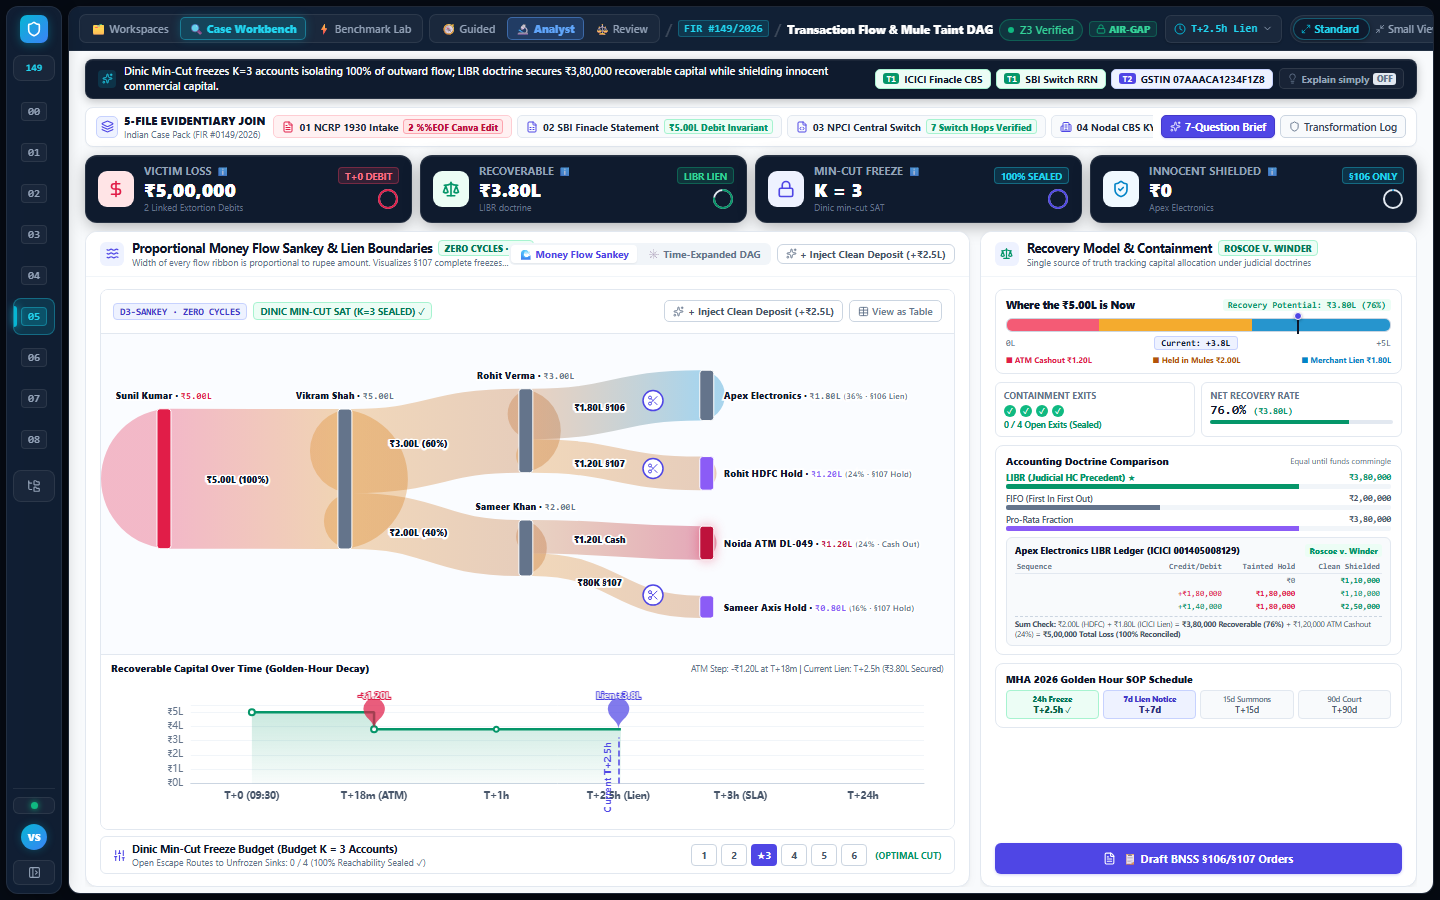 Workspaces
Case Workbench
Benchmark Lab
Guided
Analyst
Review
/
FIR #149/2026
/
Transaction Flow & Mule Taint DAG
Z3 Verified
AIR-GAP
T+2.5h Lien
Standard
Small Vie
149
00
01
02
03
04
05
06
07
08
VS
Dinic Min-Cut freezes K=3 accounts isolating 100% of outward flow; LIBR doctrine secures ₹3,80,000 recoverable capital while shielding innocent
commercial capital.
T1 ICICI Finacle CBS
T1 SBI Switch RRN
T2 GSTIN 07AAACA1234F1Z8
Explain simply OFF
5-FILE EVIDENTIARY JOIN
Indian Case Pack (FIR #0149/2026)
01 NCRP 1930 Intake
2 %%EOF Canva Edit
02 SBI Finacle Statement
₹5.00L Debit Invariant
03 NPCI Central Switch
7 Switch Hops Verified
04 Nodal CBS KY
7-Question Brief
Transformation Log
VICTIM LOSS
T+0 DEBIT
₹5,00,000
2 Linked Extortion Debits
RECOVERABLE
LIBR LIEN
₹3.80L
LIBR doctrine
MIN-CUT FREEZE
100% SEALED
K = 3
Dinic min-cut SAT
INNOCENT SHIELDED
§106 ONLY
₹0
Apex Electronics
Proportional Money Flow Sankey & Lien Boundaries
ZERO CYCLES ·
Width of every flow ribbon is proportional to rupee amount. Visualizes §107 complete freezes...
Money Flow Sankey
Time-Expanded DAG
+ Inject Clean Deposit (+₹2.5L)
D3-SANKEY · ZERO CYCLES
DINIC MIN-CUT SAT (K=3 SEALED) ✓
+ Inject Clean Deposit (+₹2.5L)
View as Table
Sunil Kumar · ₹5.00L
Vikram Shah · ₹5.00L
Rohit Verma · ₹3.00L
Sameer Khan · ₹2.00L
Apex Electronics · ₹1.80L (36% · §106 Lien)
Rohit HDFC Hold · ₹1.20L (24% · §107 Hold)
Noida ATM DL-049 · ₹1.20L (24% · Cash Out)
Sameer Axis Hold · ₹0.80L (16% · §107 Hold)
₹5.00L (100%)
₹3.00L (60%)
₹2.00L (40%)
₹1.80L §106
₹1.20L §107
₹1.20L Cash
₹80K §107
Recoverable Capital Over Time (Golden-Hour Decay)
ATM Step: -₹1.20L at T+18m | Current Lien: T+2.5h (₹3.80L Secured)
-₹1.20L
Lien ₹3.8L
₹5L
₹4L
₹3L
₹2L
₹1L
₹0L
Current T+2.5h
T+0 (09:30)
T+18m (ATM)
T+1h
T+2.5h (Lien)
T+3h (SLA)
T+24h
Dinic Min-Cut Freeze Budget (Budget K = 3 Accounts)
Open Escape Routes to Unfrozen Sinks: 0 / 4 (100% Reachability Sealed ✓)
1
2
★3
4
5
6
(OPTIMAL CUT)
Recovery Model & Containment
ROSCOE V. WINDER
Single source of truth tracking capital allocation under judicial doctrines
Where the ₹5.00L is Now
Recovery Potential: ₹3.80L (76%)
0L
Current: +3.8L
+5L
ATM Cashout ₹1.20L
Held in Mules ₹2.00L
Merchant Lien ₹1.80L
CONTAINMENT EXITS
0 / 4 Open Exits (Sealed)
NET RECOVERY RATE
76.0% (₹3.80L)
Accounting Doctrine Comparison
Equal until funds commingle
LIBR (Judicial HC Precedent) ★
₹3,80,000
FIFO (First In First Out)
₹2,00,000
Pro-Rata Fraction
₹3,80,000
Apex Electronics LIBR Ledger (ICICI 001405008129)
Roscoe v. Winder
Sequence Credit/Debit Tainted Hold Clean Shielded
₹0 ₹1,10,000
+₹1,80,000 ₹1,80,000 ₹1,10,000
+₹1,40,000 ₹1,80,000 ₹2,50,000
Sum Check: ₹2.00L (HDFC) + ₹1.80L (ICICI Lien) = ₹3,80,000 Recoverable (76%) + ₹1,20,000 ATM Cashout
(24%) = ₹5,00,000 Total Loss (100% Reconciled)
MHA 2026 Golden Hour SOP Schedule
24h Freeze
T+2.5h ✓
7d Lien Notice
T+7d
15d Summons
T+15d
90d Court
T+90d
Draft BNSS §106/§107 Orders